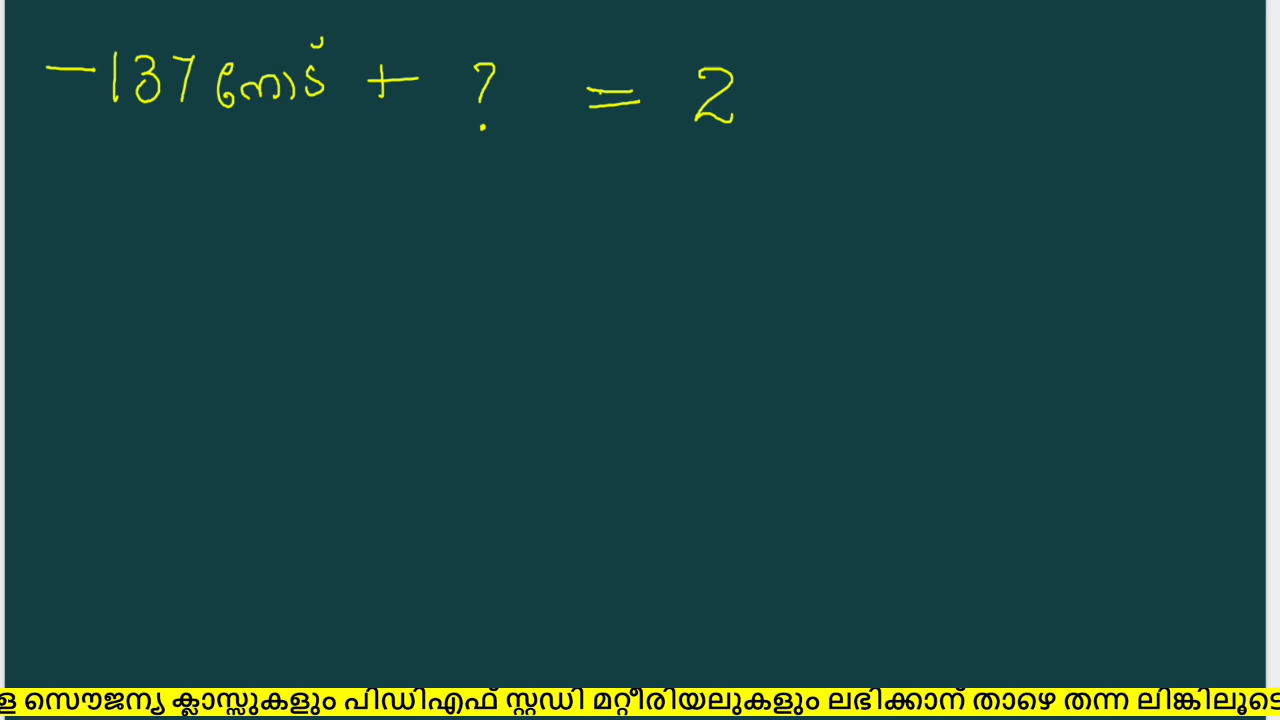 -137 നോട് + ? = 2
ള സൌജന്യ ക്ലാസ്സുകളും പിഡിഎഫ് സ്റ്റഡി മറ്റീരിയലുകളും ലഭിക്കാന് താഴെ തന്ന ലിങ്കിലൂടെ